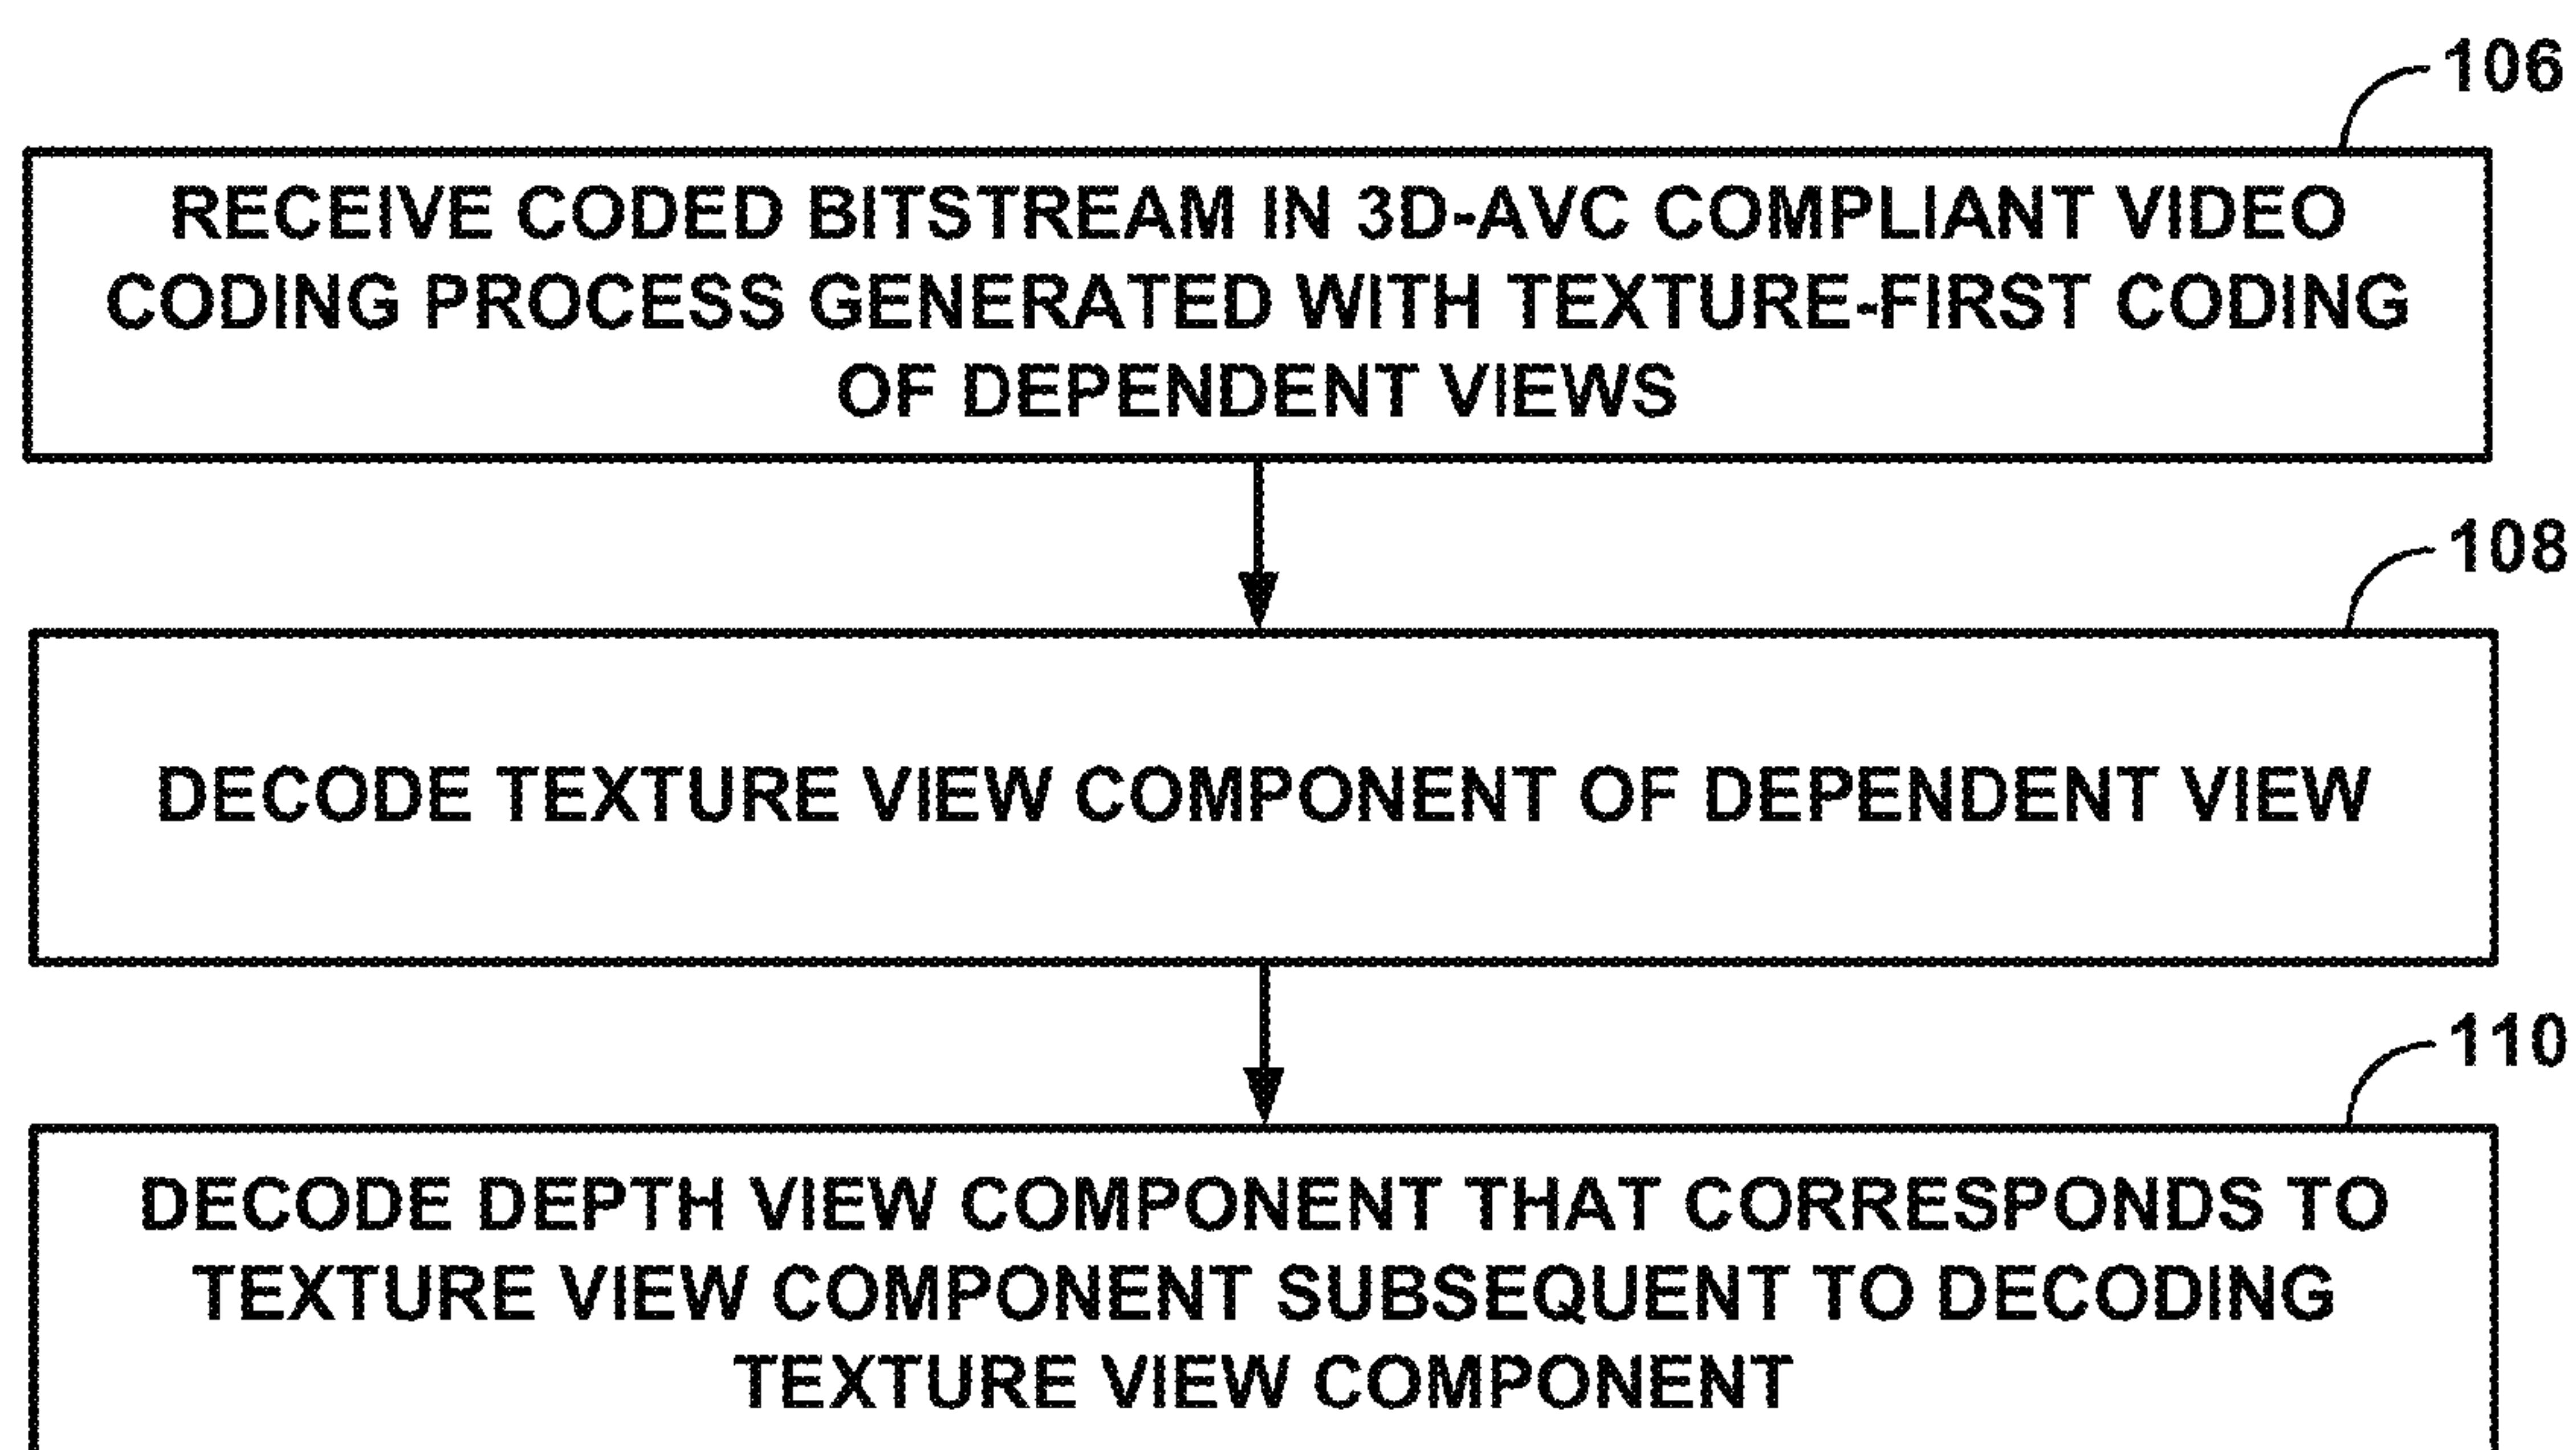 106
RECEIVE CODED BITSTREAM IN 3D-AVC COMPLIANT VIDEO
CODING PROCESS GENERATED WITH TEXTURE-FIRST CODING
OF DEPENDENT VIEWS
108
DECODE TEXTURE VIEW COMPONENT OF DEPENDENT VIEW
110
DECODE DEPTH VIEW COMPONENT THAT CORRESPONDS TO
TEXTURE VIEW COMPONENT SUBSEQUENT TO DECODING
TEXTURE VIEW COMPONENT